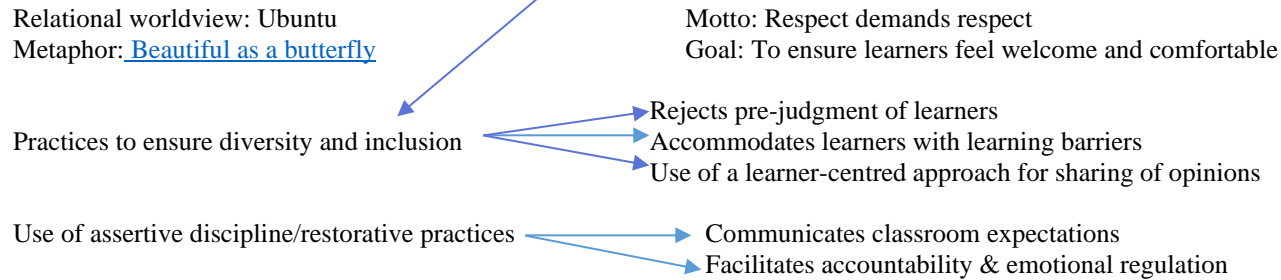 Relational worldview: Ubuntu
Motto: Respect demands respect
Metaphor: Beautiful as a butterfly
Goal: To ensure learners feel welcome and comfortable
Rejects pre-judgment of learners
Practices to ensure diversity and inclusion
Accommodates learners with learning barriers
Use of a learner-centred approach for sharing of opinions
Use of assertive discipline/restorative practices
Communicates classroom expectations
Facilitates accountability & emotional regulation